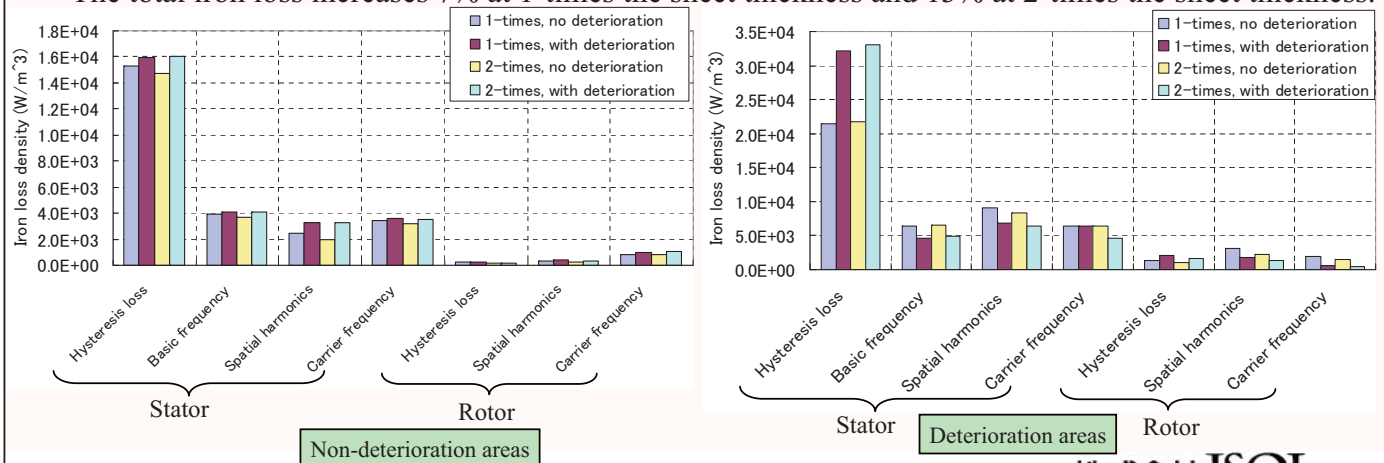 The total iron loss increases 7% at 1-times the sheet thickness and 15% at 2-times the sheet thickness.
1-times, no deterioration
1-times, with deterioration
2-times, no deterioration
2-times, with deterioration
Iron loss density (W/m^3)
1.8E+04
1.6E+04
1.4E+04
1.2E+04
1.0E+04
8.0E+03
6.0E+03
4.0E+03
2.0E+03
0.0E+00
Hysteresis loss
Basic frequency
Spatial harmonics
Carrier frequency
Hysteresis loss
Spatial harmonics
Carrier frequency
Stator
Rotor
Non-deterioration areas
1-times, no deterioration
1-times, with deterioration
2-times, no deterioration
2-times, with deterioration
Iron loss density (W/m^3)
3.5E+04
3.0E+04
2.5E+04
2.0E+04
1.5E+04
1.0E+04
5.0E+03
0.0E+00
Hysteresis loss
Basic frequency
Spatial harmonics
Carrier frequency
Hysteresis loss
Spatial harmonics
Carrier frequency
Stator
Rotor
Deterioration areas